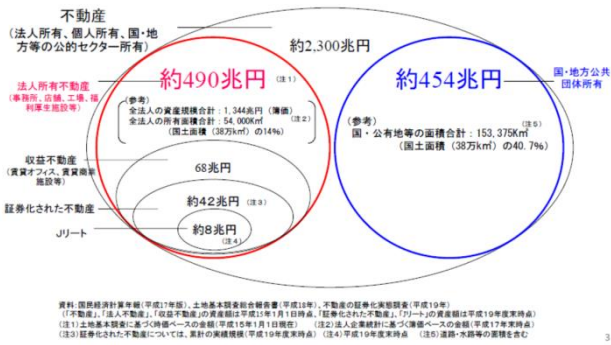 不動産
(法人所有、個人所有、国・地
方等の公的セクター所有)
約2,300兆円
法人所有不動産
(事務所、店舗、工場、福
利厚生施設等)
約490兆円 (注1)
(参考)
全法人の資産規模合計:1,344兆円(簿価)
全法人の所有面積合計:54,000K㎡ (注2)
(国土面積(38万k㎡)の14%)
約454兆円
国・地方公共
団体所有
(参考) (注5)
国・公有地等の面積合計:153,375K㎡
(国土面積(38万k㎡)の40.7%)
収益不動産
(賃貸オフィス、賃貸商業
施設等)
68兆円
証券化された不動産
約42兆円 (注3)
Jリート
約8兆円
(注4)
資料:国民経済計算年報(平成17年版)、土地基本調査総合報告書(平成18年)、不動産の証券化実態調査(平成19年)
(「不動産」、「法人不動産」、「収益不動産」の資産額は平成15年1月1日時点、「証券化された不動産」、「Jリート」の資産額は平成19年度末時点)
(注1)土地基本調査に基づく時価ベースの金額(平成15年1月1日現在) (注2)法人企業統計に基づく簿価ベースの金額(平成17年末時点)
(注3)証券化された不動産については、累計の実績規模(平成19年度末時点) (注4)平成19年度末時点 (注5)道路・水路等の面積を含む
3